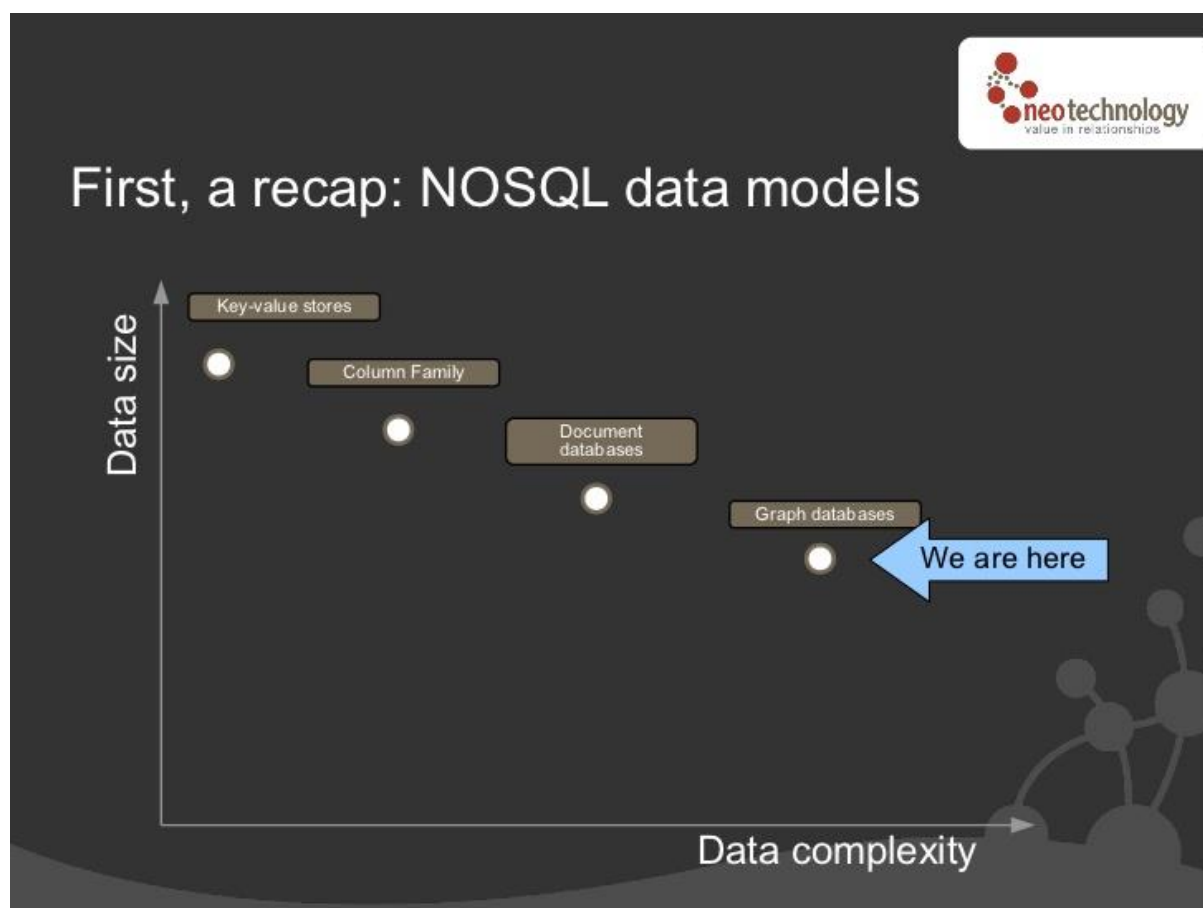 neotechnology
value in relationships
First, a recap: NOSQL data models
Data size
Key-value stores
Column Family
Document
databases
Graph databases
We are here
Data complexity